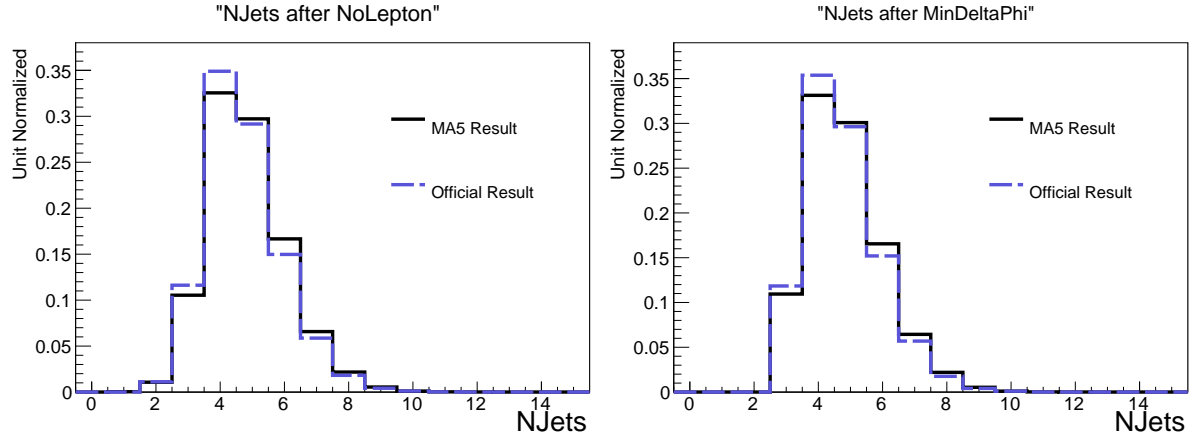 "NJets after NoLepton"
Unit Normalized
0.35
0.3
0.25
0.2
0.15
0.1
0.05
0
MA5 Result
Official Result
0 2 4 6 8 10 12 14
NJets
"NJets after MinDeltaPhi"
Unit Normalized
0.35
0.3
0.25
0.2
0.15
0.1
0.05
0
MA5 Result
Official Result
0 2 4 6 8 10 12 14
NJets